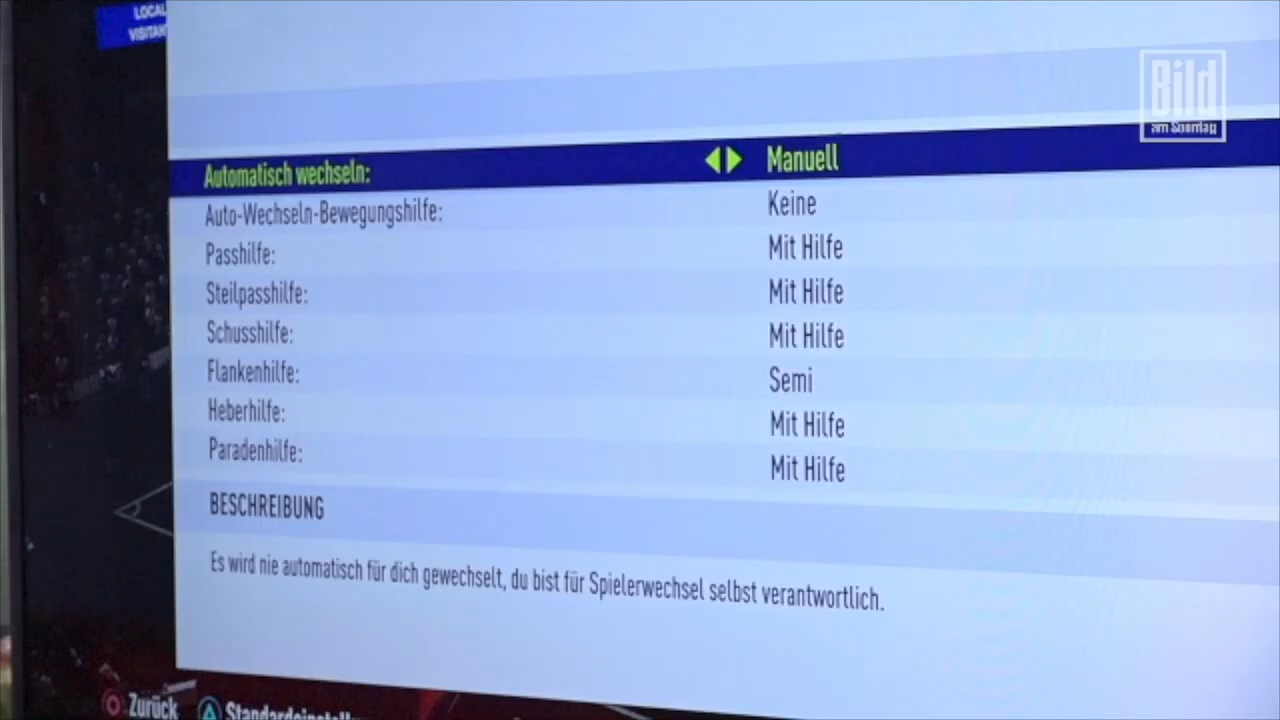 LOCAL
VISITAN
Bild
am Sonntag
Automatisch wechseln: Manuell
Auto-Wechseln-Bewegungshilfe: Keine
Passhilfe: Mit Hilfe
Steilpasshilfe: Mit Hilfe
Schusshilfe: Mit Hilfe
Flankenhilfe: Semi
Heberhilfe: Mit Hilfe
Paradenhilfe: Mit Hilfe
BESCHREIBUNG
Es wird nie automatisch für dich gewechselt, du bist für Spielerwechsel selbst verantwortlich.
Zurück